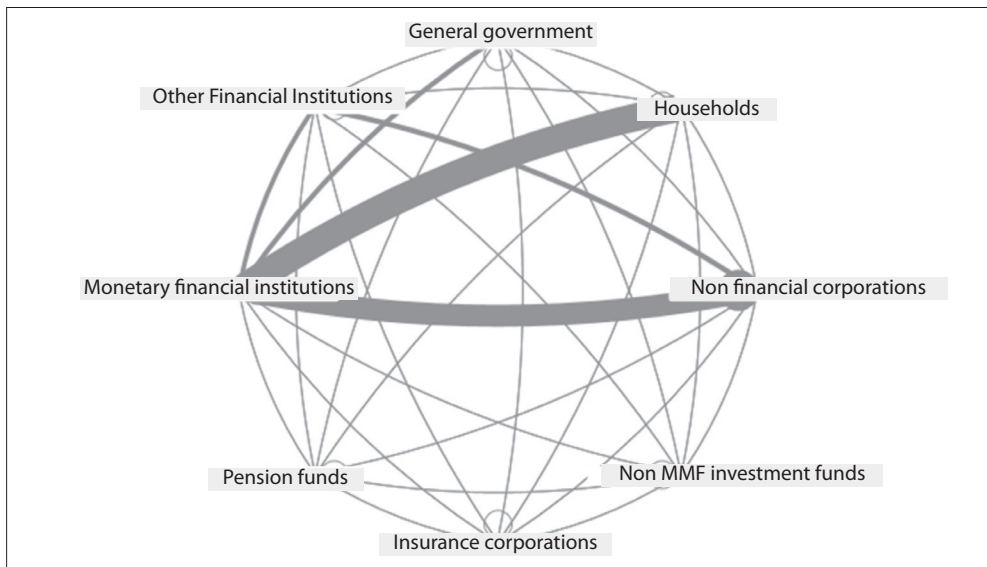 General government
Other Financial Institutions
Households
Monetary financial institutions
Non financial corporations
Pension funds
Non MMF investment funds
Insurance corporations